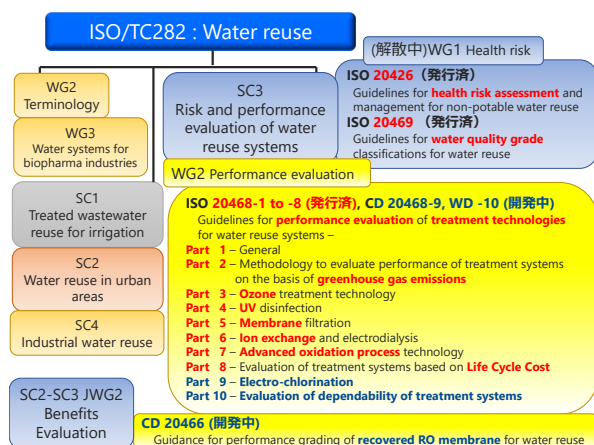 ISO/TC282 : Water reuse
(解散中)WG1 Health risk
ISO 20426 （発行済）
Guidelines for health risk assessment and
management for non-potable water reuse
ISO 20469 （発行済）
Guidelines for water quality grade
classifications for water reuse
WG2
Terminology
WG3
Water systems for
biopharma industries
SC3
Risk and performance
evaluation of water
reuse systems
WG2 Performance evaluation
SC1
Treated wastewater
reuse for irrigation
SC2
Water reuse in urban
areas
SC4
Industrial water reuse
ISO 20468-1 to -8 (発行済), CD 20468-9, WD -10 (開発中)
Guidelines for performance evaluation of treatment technologies
for water reuse systems –
Part 1 – General
Part 2 – Methodology to evaluate performance of treatment systems
on the basis of greenhouse gas emissions
Part 3 – Ozone treatment technology
Part 4 – UV disinfection
Part 5 – Membrane filtration
Part 6 – Ion exchange and electrodialysis
Part 7 – Advanced oxidation process technology
Part 8 – Evaluation of treatment systems based on Life Cycle Cost
Part 9 – Electro-chlorination
Part 10 – Evaluation of dependability of treatment systems
SC2-SC3 JWG2
Benefits
Evaluation
CD 20466 (開発中)
Guidance for performance grading of recovered RO membrane for water reuse